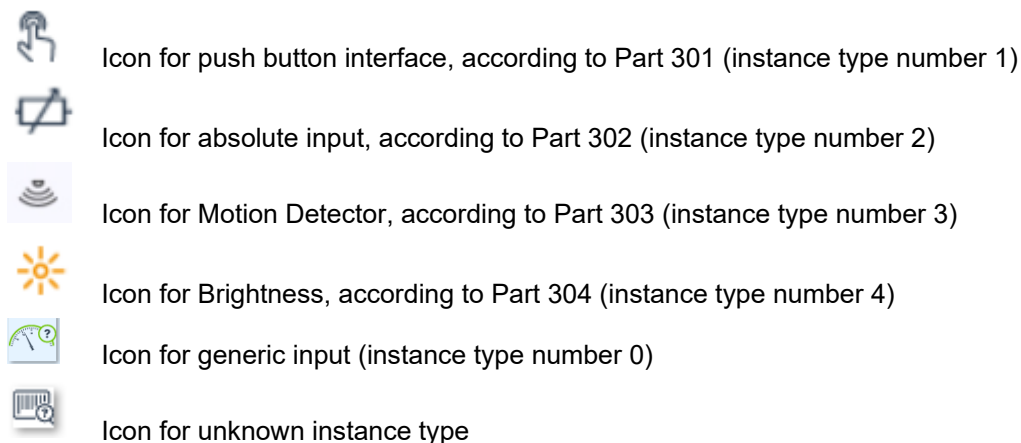 Icon for push button interface, according to Part 301 (instance type number 1)
Icon for absolute input, according to Part 302 (instance type number 2)
Icon for Motion Detector, according to Part 303 (instance type number 3)
Icon for Brightness, according to Part 304 (instance type number 4)
?
Icon for generic input (instance type number 0)
?
Icon for unknown instance type